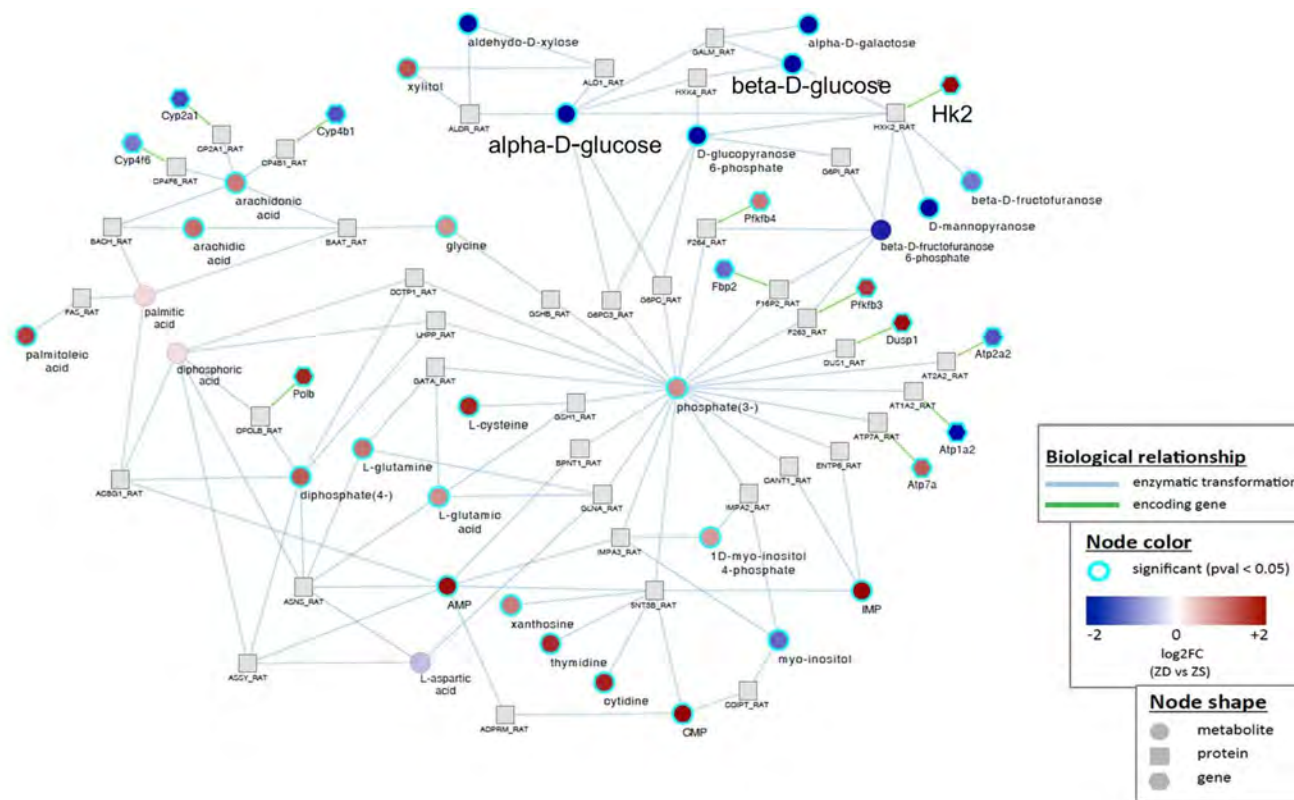 aldehydo-D-xylose
alpha-D-galactose
GALM_RAT
ALD1_RAT
xylitol
HXK4_RAT
beta-D-glucose
Hk2
ALDR_RAT
HXK2_RAT
alpha-D-glucose
D-glucopyranose
6-phosphate
G6PI_RAT
Cyp2a1
CP2A1_RAT
Cyp4b1
CP4B1_RAT
Cyp4f6
CP4F6_RAT
arachidonic
acid
beta-D-fructofuranose
D-mannopyranose
Pfkfb4
F264_RAT
beta-D-fructofuranose
6-phosphate
BACH_RAT
arachidic
acid
BAAT_RAT
glycine
Fbp2
F16P2_RAT
DCTP1_RAT
GSHB_RAT
G6PC3_RAT
G6PC_RAT
FAS_RAT
palmitic
acid
Pfkfb3
F263_RAT
palmitoleic
acid
LHPP_RAT
Dusp1
DUS1_RAT
Atp2a2
AT2A2_RAT
diphosphoric acid
GATA_RAT
Polb
DPOLB_RAT
phosphate(3-)
AT1A2_RAT
Atp1a2
L-cysteine
GSH1_RAT
ATP7A_RAT
Atp7a
ENTP6_RAT
CANT1_RAT
BPNT1_RAT
L-glutamine
ACBG1_RAT
diphosphate(4-)
L-glutamic
acid
GLNA_RAT
IMPA2_RAT
IMPA3_RAT
1D-myo-inositol
4-phosphate
ASNS_RAT
AMP
5NT3B_RAT
IMP
xanthosine
thymidine
myo-inositol
ASSY_RAT
L-aspartic
acid
cytidine
CDIPT_RAT
ADPRM_RAT
CMP
Biological relationship
enzymatic transformation
encoding gene
Node color
significant (pval < 0.05)
-2 0 +2
log2FC
(ZD vs ZS)
Node shape
metabolite
protein
gene